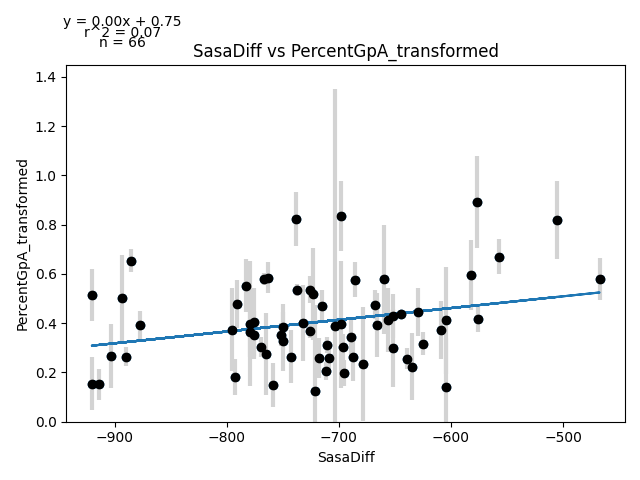 y = 0.00x + 0.75
r^2 = 0.07
n = 66
SasaDiff vs PercentGpA_transformed
PercentGpA_transformed
1.4
1.2
1.0
0.8
0.6
0.4
0.2
0.0
−900 −800 −700 −600 −500
SasaDiff